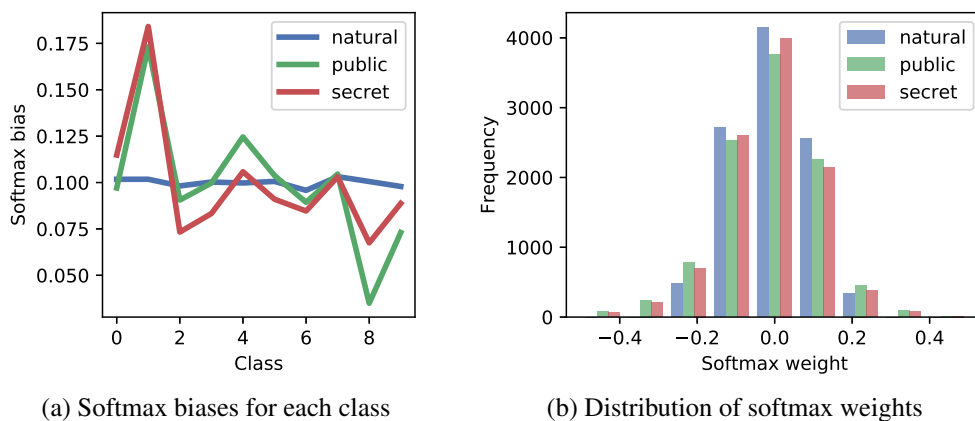 0.175
0.150
0.125
0.100
0.075
0.050
Softmax bias
0 2 4 6 8
Class
natural
public
secret
(a) Softmax biases for each class
4000
3000
2000
1000
0
Frequency
−0.4 −0.2 0.0 0.2 0.4
Softmax weight
natural
public
secret
(b) Distribution of softmax weights